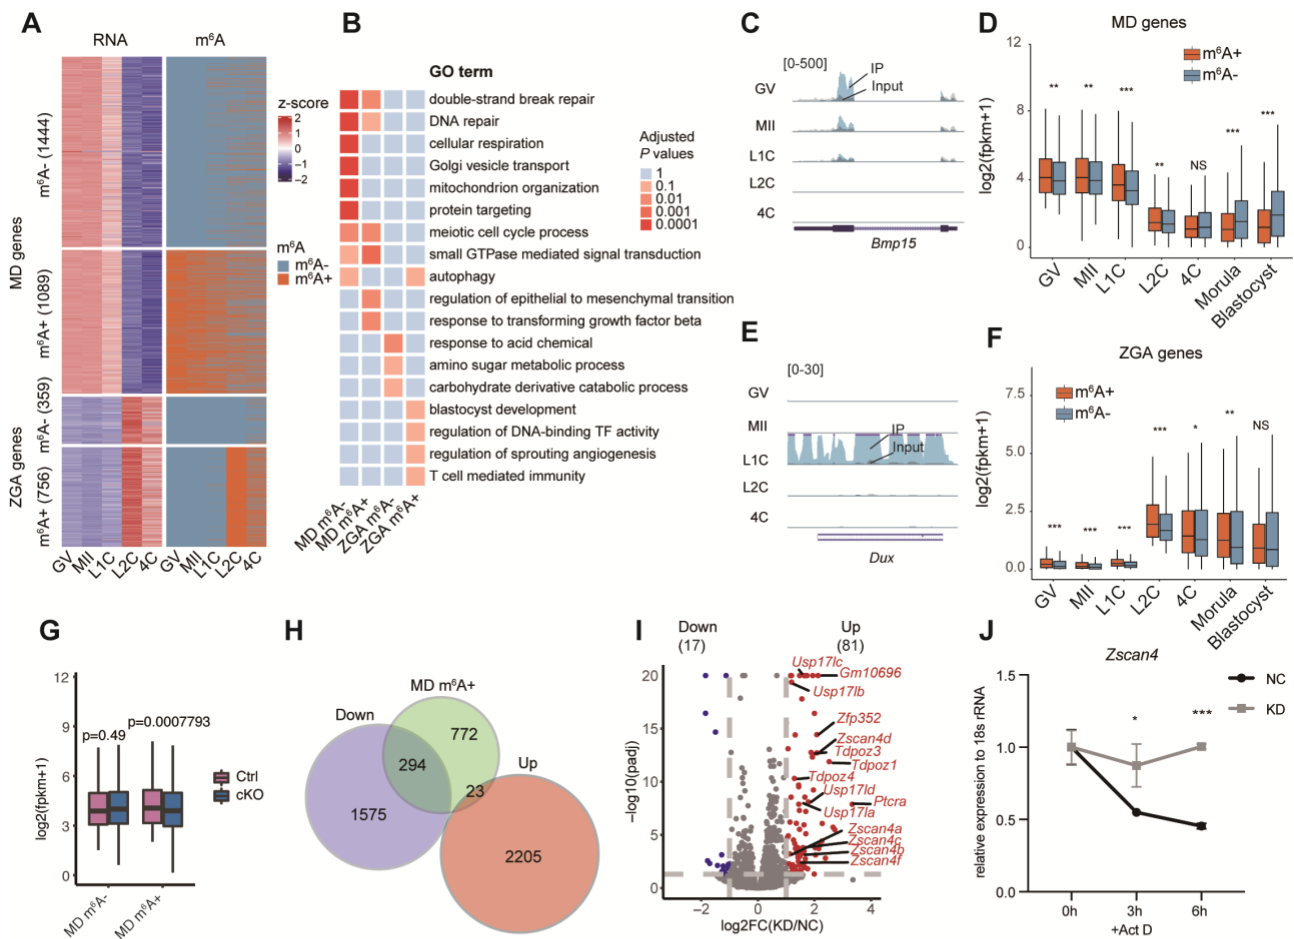 A
RNA
m⁶A
MD genes
m⁶A- (1444)
m⁶A+ (1089)
ZGA genes
m⁶A- (359)
m⁶A+ (756)
GV
MII
L1C
L2C
4C
GV
MII
L1C
L2C
4C
z-score
2
1
0
−1
−2
m⁶A
m⁶A-
m⁶A+
B
GO term
double-strand break repair
DNA repair
cellular respiration
Golgi vesicle transport
mitochondrion organization
protein targeting
meiotic cell cycle process
small GTPase mediated signal transduction
autophagy
regulation of epithelial to mesenchymal transition
response to transforming growth factor beta
response to acid chemical
amino sugar metabolic process
carbohydrate derivative catabolic process
blastocyst development
regulation of DNA-binding TF activity
regulation of sprouting angiogenesis
T cell mediated immunity
MD m⁶A-
MD m⁶A+
ZGA m⁶A-
ZGA m⁶A+
Adjusted
P values
1
0.1
0.01
0.001
0.0001
C
[0-500]
IP
Input
GV
MII
L1C
L2C
4C
Bmp15
D
MD genes
m⁶A+
m⁶A-
log2(fpkm+1)
12
8
4
0
**
**
***
**
NS
***
***
GV
MII
L1C
L2C
4C
Morula
Blastocyst
E
[0-30]
GV
MII
IP
Input
L1C
L2C
4C
Dux
F
ZGA genes
m⁶A+
m⁶A-
log2(fpkm+1)
7.5
5.0
2.5
0.0
***
***
***
***
*
**
NS
GV
MII
L1C
L2C
4C
Morula
Blastocyst
G
log2(fpkm+1)
12
9
6
3
0
p=0.49
p=0.0007793
Ctrl
cKO
MD m⁶A-
MD m⁶A+
H
MD m⁶A+
Down
Up
772
294
23
1575
2205
I
Down
(17)
Up
(81)
−log10(padj)
20
15
10
5
0
Usp17lc
Gm10696
Usp17lb
Zfp352
Zscan4d
Tdpoz3
Tdpoz1
Tdpoz4
Usp17ld
Ptcra
Usp17la
Zscan4a
Zscan4c
Zscan4b
Zscan4f
−2
0
2
4
log2FC(KD/NC)
J
Zscan4
NC
KD
relative expression to 18s rRNA
1.5
1.0
0.5
0.0
*
***
0h
3h
6h
+Act D